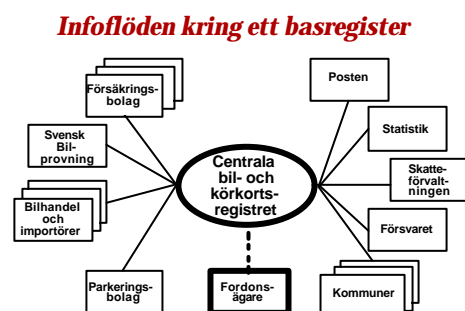 Infoflöden kring ett basregister
Försäkrings-
bolag
Svensk
Bil-
provning
Bilhandel
och
importörer
Parkerings-
bolag
Centrala
bil- och
körkorts-
registret
Fordons-
ägare
Posten
Statistik
Skatte-
förvalt-
ningen
Försvaret
Kommuner